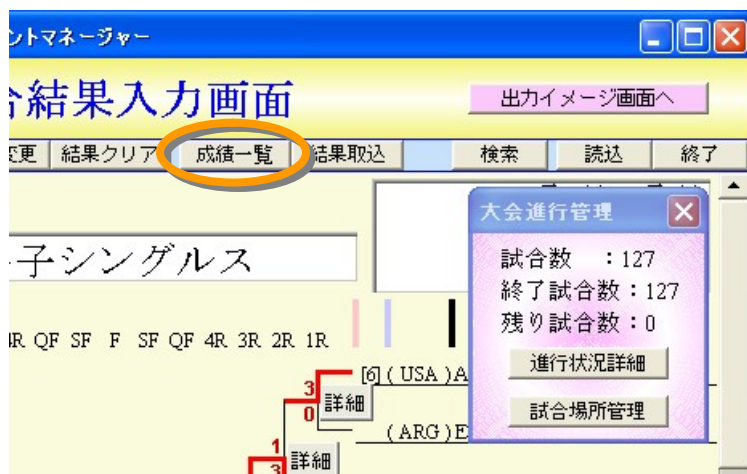 ントマネージャー
合結果入力画面
出力イメージ画面へ
変更 結果クリア 成績一覧 結果取込 検索 読込 終了
大会進行管理
子シングルス
試合数 :127
終了試合数:127
残り試合数:0
4R QF SF F SF QF 4R 3R 2R 1R
進行状況詳細
[6] ( USA )A
3
詳細
0
試合場所管理
( ARG )E
1
詳細
3